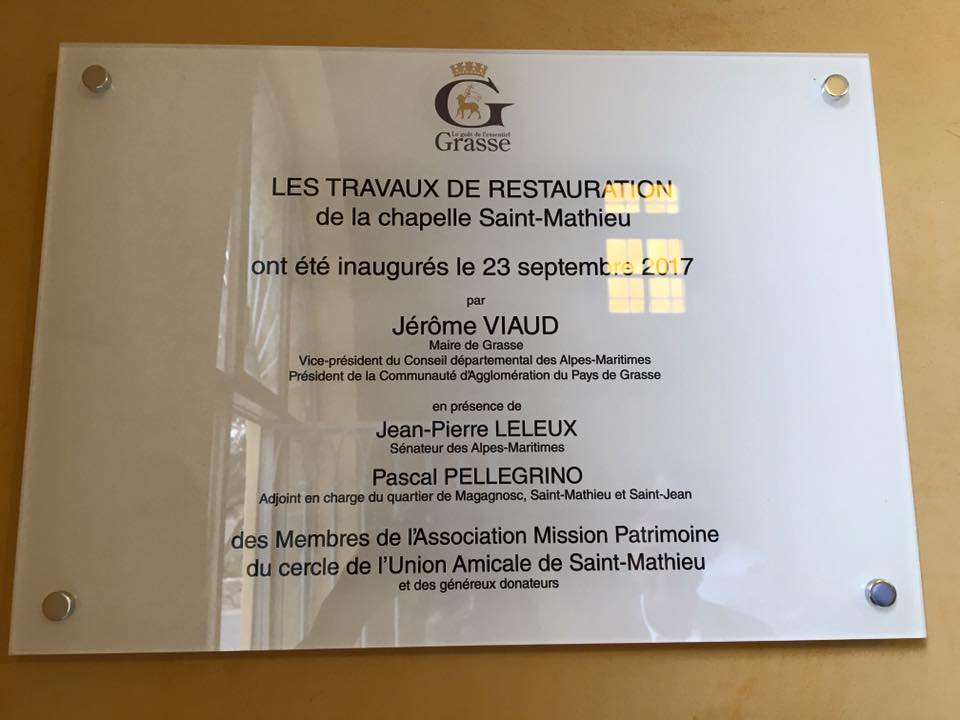 G
Le goût de l'essentiel
Grasse
LES TRAVAUX DE RESTAURATION
de la chapelle Saint-Mathieu
ont été inaugurés le 23 septembre 2017
par
Jérôme VIAUD
Maire de Grasse
Vice-président du Conseil départemental des Alpes-Maritimes
Président de la Communauté d'Agglomération du Pays de Grasse
en présence de
Jean-Pierre LELEUX
Sénateur des Alpes-Maritimes
Pascal PELLEGRINO
Adjoint en charge du quartier de Magagnosc, Saint-Mathieu et Saint-Jean
des Membres de l'Association Mission Patrimoine
du cercle de l'Union Amicale de Saint-Mathieu
et des généreux donateurs